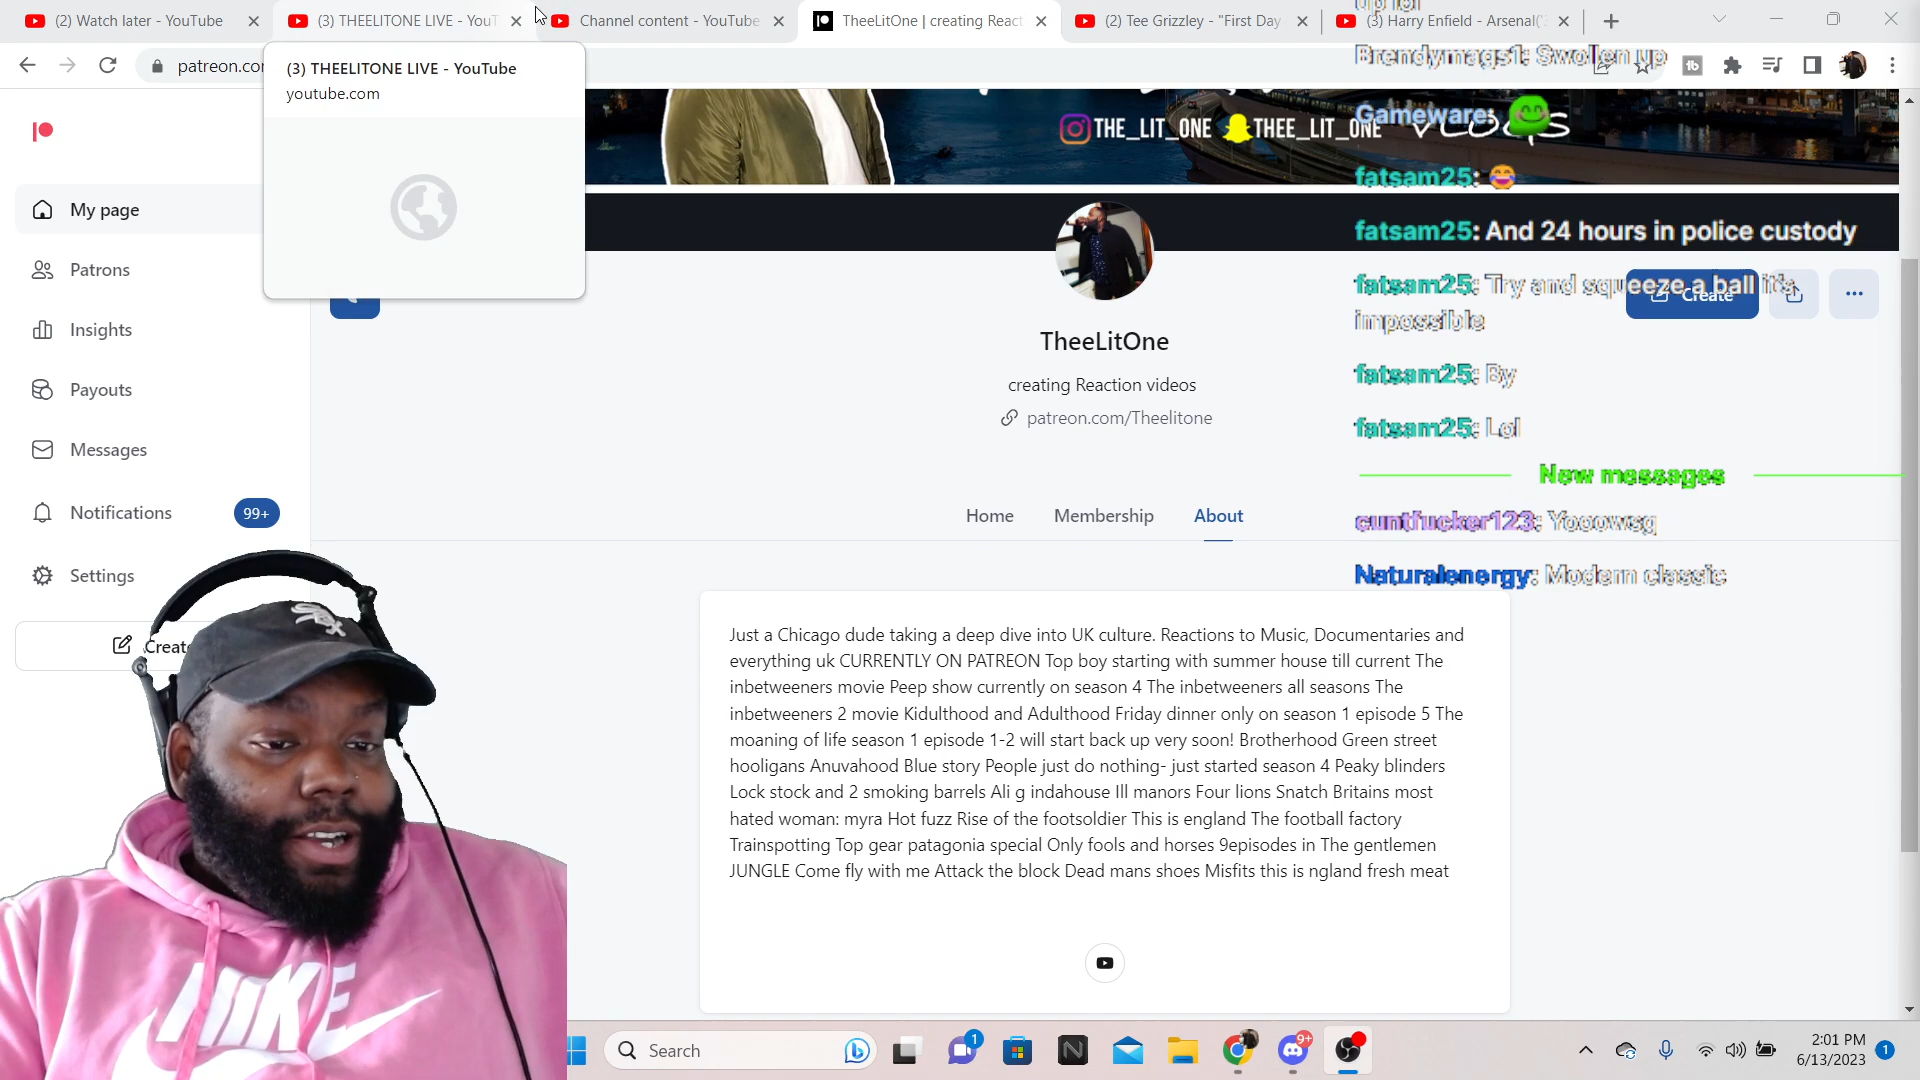 (2) Watch later - YouTube
(3) THEELITONE LIVE - YouT
Channel content - YouTube
TheeLitOne | creating React
(2) Tee Grizzley - "First Day
(3) Harry Enfield - Arsenal('
patreon.co
(3) THEELITONE LIVE - YouTube
youtube.com
Brendymags1: Swollen up
Gameware:
THE_LIT_ONE THEE_LIT_ONE VLOGS
fatsam25:
fatsam25: And 24 hours in police custody
fatsam25: Try and squeeze a ball it's
impossible
fatsam25: By
fatsam25: Lol
New messages
cuntfucker123: Yooowsg
Naturalenergy: Modern classic
My page
Patrons
Insights
Payouts
Messages
Notifications 99+
Settings
Creat
Create
TheeLitOne
creating Reaction videos
patreon.com/Theelitone
Home Membership About
Just a Chicago dude taking a deep dive into UK culture. Reactions to Music, Documentaries and
everything uk CURRENTLY ON PATREON Top boy starting with summer house till current The
inbetweeners movie Peep show currently on season 4 The inbetweeners all seasons The
inbetweeners 2 movie Kidulthood and Adulthood Friday dinner only on season 1 episode 5 The
moaning of life season 1 episode 1-2 will start back up very soon! Brotherhood Green street
hooligans Anuvahood Blue story People just do nothing- just started season 4 Peaky blinders
Lock stock and 2 smoking barrels Ali g indahouse Ill manors Four lions Snatch Britains most
hated woman: myra Hot fuzz Rise of the footsoldier This is england The football factory
Trainspotting Top gear patagonia special Only fools and horses 9episodes in The gentlemen
JUNGLE Come fly with me Attack the block Dead mans shoes Misfits this is ngland fresh meat
NIKE
Search
1
9+
2:01 PM
6/13/2023
1